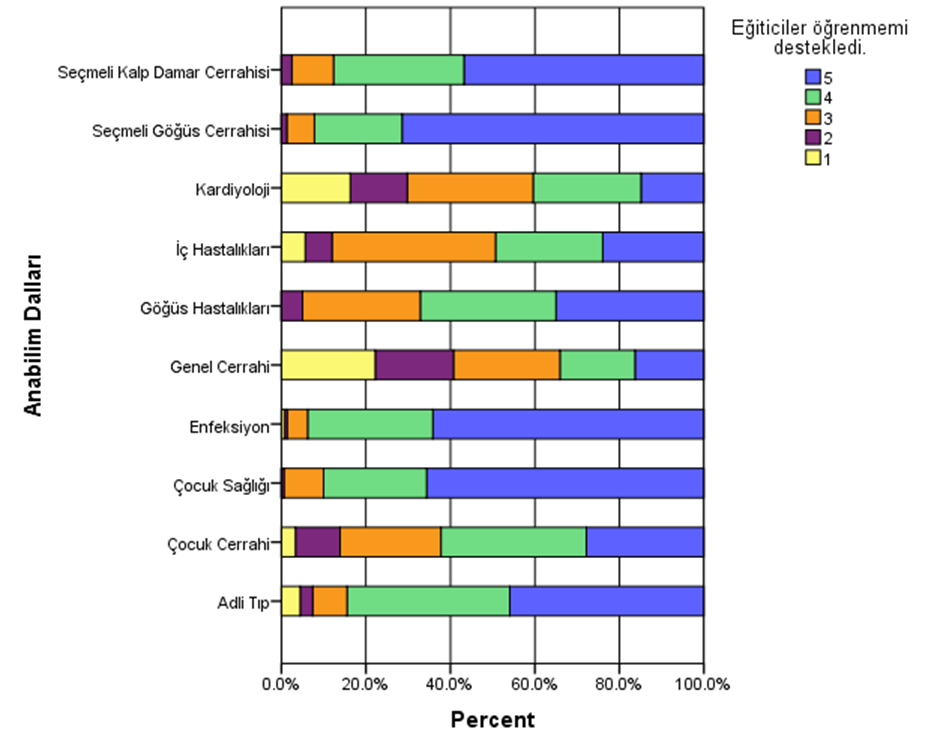 Eğiticiler öğrenmemi
destekledi.
5
4
3
2
1
Anabilim Dalları
Seçmeli Kalp Damar Cerrahisi
Seçmeli Göğüs Cerrahisi
Kardiyoloji
İç Hastalıkları
Göğüs Hastalıkları
Genel Cerrahi
Enfeksiyon
Çocuk Sağlığı
Çocuk Cerrahi
Adli Tıp
0.0% 20.0% 40.0% 60.0% 80.0% 100.0%
Percent